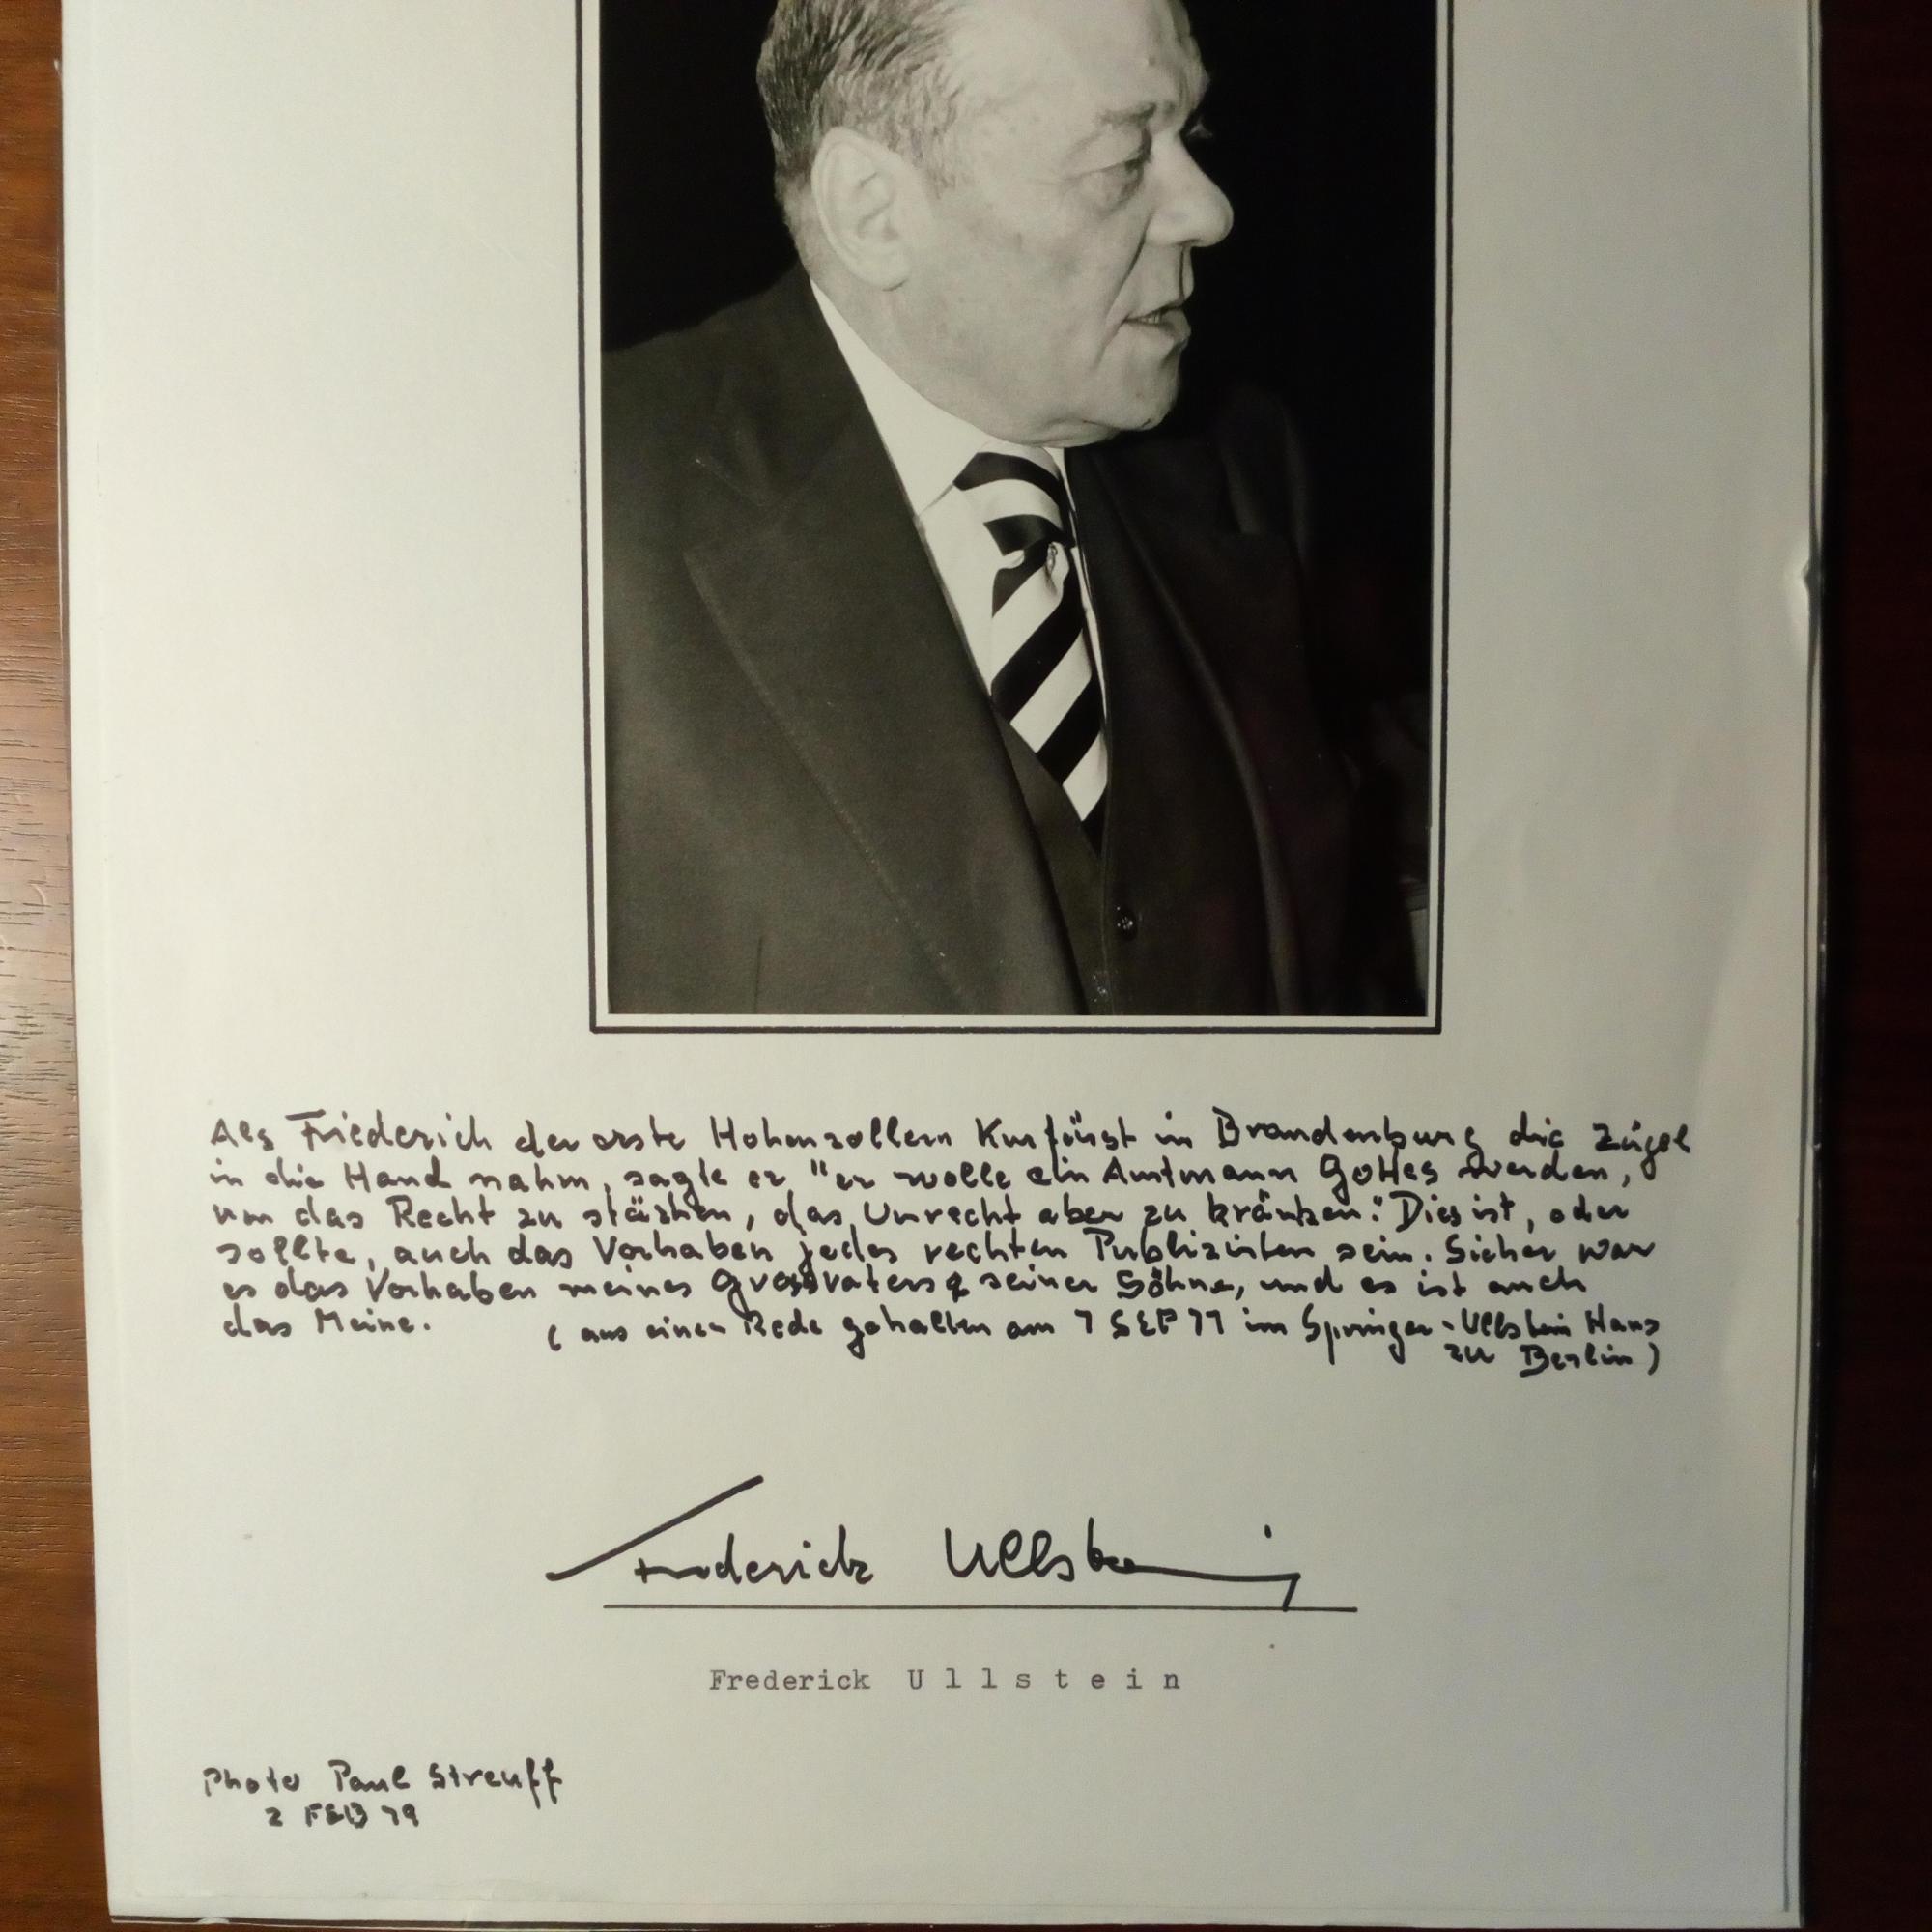 Als Friederich der erste Hohenzollern Kurfürst in Brandenburg die Zügel
in die Hand nahm, sagte er "er wolle ein Amtmann Gottes werden,
um das Recht zu stärken, das Unrecht aber zu kränken." Dies ist, oder
sollte, auch das Vorhaben jedes rechten Publizisten sein. Sicher war
es das Vorhaben meines Grossvaters & seiner Söhne, und es ist auch
das Meine. (aus einer Rede gehalten am 7 SEP 77 im Springer-Ullstein Haus
zu Berlin)
Frederick Ullstein
Frederick Ullstein
Photo Paul Streuff
2 FEB 79